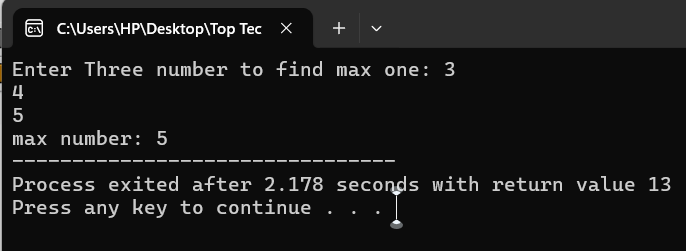 C:\Users\HP\Desktop\Top Tec
Enter Three number to find max one: 3
4
5
max number: 5
--------------------------------
Process exited after 2.178 seconds with return value 13
Press any key to continue . . .